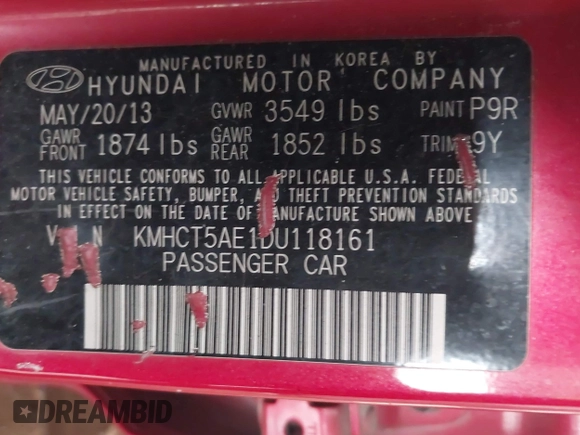 MANUFACTURED IN KOREA BY
HYUNDAI MOTOR COMPANY
MAY/20/13 GVWR 3549 lbs PAINT P9R
GAWR FRONT 1874 lbs GAWR REAR 1852 lbs TRIM 9Y
THIS VEHICLE CONFORMS TO ALL APPLICABLE U.S.A. FEDERAL
MOTOR VEHICLE SAFETY, BUMPER, AND THEFT PREVENTION STANDARDS
IN EFFECT ON THE DATE OF MANUFACTURE SHOWN ABOVE.
V I N KMHCT5AE1DU118161
PASSENGER CAR
DREAMBID